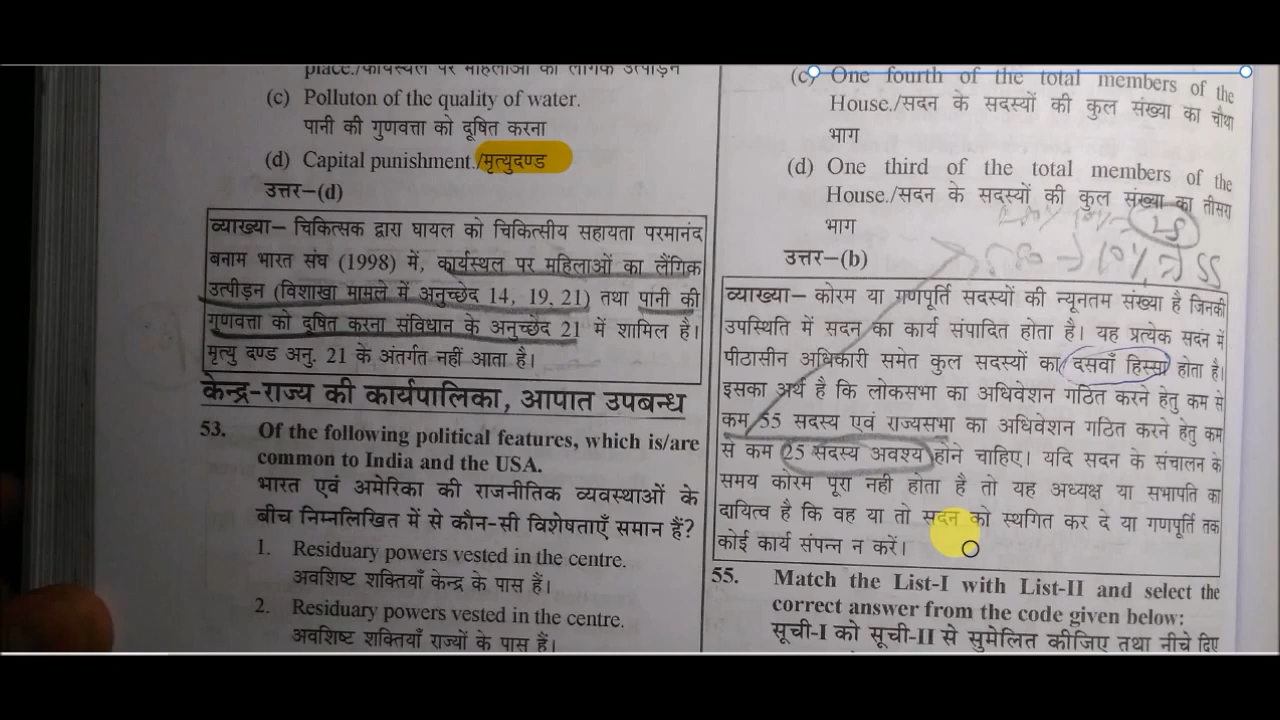 place./कार्यस्थल पर महिलाओं का लैंगिक उत्पीड़न
(c) Polluton of the quality of water.
पानी की गुणवत्ता को दूषित करना
(d) Capital punishment./मृत्युदण्ड
उत्तर–(d)
व्याख्या– चिकित्सक द्वारा घायल को चिकित्सीय सहायता परमानंद
बनाम भारत संघ (1998) में, कार्यस्थल पर महिलाओं का लैंगिक
उत्पीड़न (विशाखा मामले में अनुच्छेद 14, 19, 21) तथा पानी की
गुणवत्ता को दूषित करना संविधान के अनुच्छेद 21 में शामिल है।
मृत्यु दण्ड अनु. 21 के अंतर्गत नहीं आता है।
केन्द्र-राज्य की कार्यपालिका, आपात उपबन्ध
53. Of the following political features, which is/are
common to India and the USA.
भारत एवं अमेरिका की राजनीतिक व्यवस्थाओं के
बीच निम्नलिखित में से कौन-सी विशेषताएँ समान हैं?
1. Residuary powers vested in the centre.
अवशिष्ट शक्तियाँ केन्द्र के पास हैं।
2. Residuary powers vested in the centre.
अवशिष्ट शक्तियाँ राज्यों के पास हैं।
(c) One fourth of the total members of the
House./सदन के सदस्यों की कुल संख्या का चौथा
भाग
(d) One third of the total members of the
House./सदन के सदस्यों की कुल संख्या का तीसरा
भाग
25
उत्तर–(b)
10% 55
व्याख्या– कोरम या गणपूर्ति सदस्यों की न्यूनतम संख्या है जिनकी
उपस्थिति में सदन का कार्य संपादित होता है। यह प्रत्येक सदन में
पीठासीन अधिकारी समेत कुल सदस्यों का दसवाँ हिस्सा होता है।
इसका अर्थ है कि लोकसभा का अधिवेशन गठित करने हेतु कम से
कम 55 सदस्य एवं राज्यसभा का अधिवेशन गठित करने हेतु कम
से कम 25 सदस्य अवश्य होने चाहिए। यदि सदन के संचालन के
समय कोरम पूरा नही होता है तो यह अध्यक्ष या सभापति का
दायित्व है कि वह या तो सदन को स्थगित कर दे या गणपूर्ति तक
कोई कार्य संपन्न न करें।
55. Match the List-I with List-II and select the
correct answer from the code given below:
सूची-I को सूची-II से सुमेलित कीजिए तथा नीचे दिए